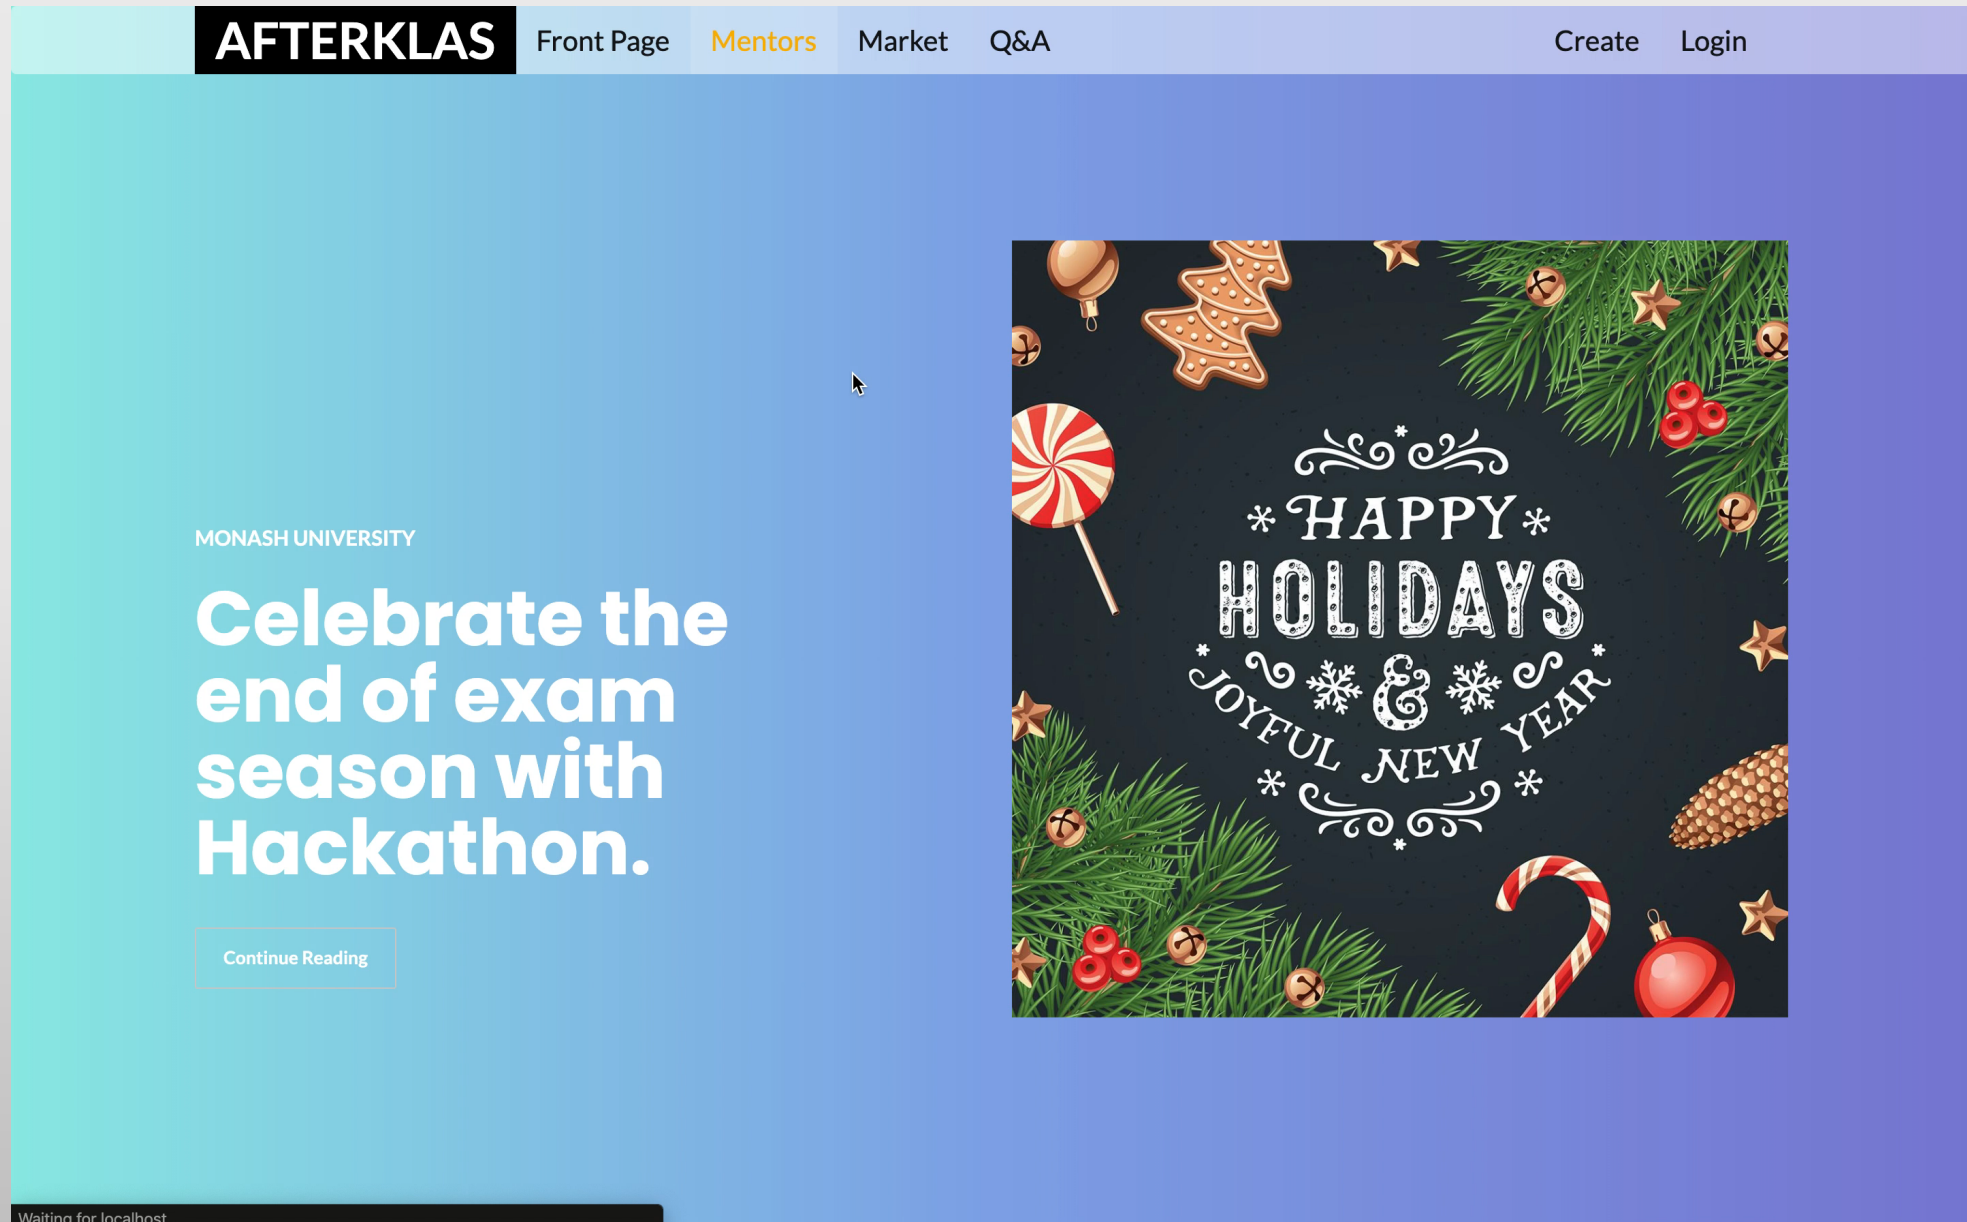 AFTERKLAS Front Page Mentors Market Q&A Create Login
MONASH UNIVERSITY
Celebrate the
end of exam
season with
Hackathon.
Continue Reading
HAPPY
HOLIDAYS
&
JOYFUL NEW YEAR
Waiting for localhost